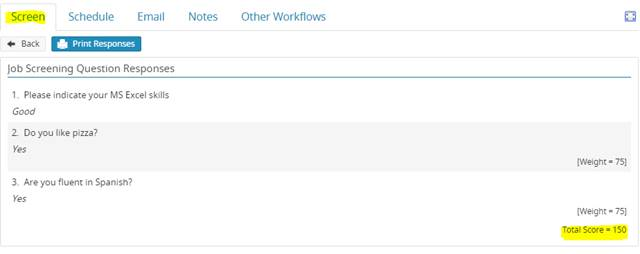 Screen Schedule Email Notes Other Workflows
Back Print Responses
Job Screening Question Responses
1. Please indicate your MS Excel skills
Good
2. Do you like pizza?
Yes
[Weight = 75]
3. Are you fluent in Spanish?
Yes
[Weight = 75]
Total Score = 150